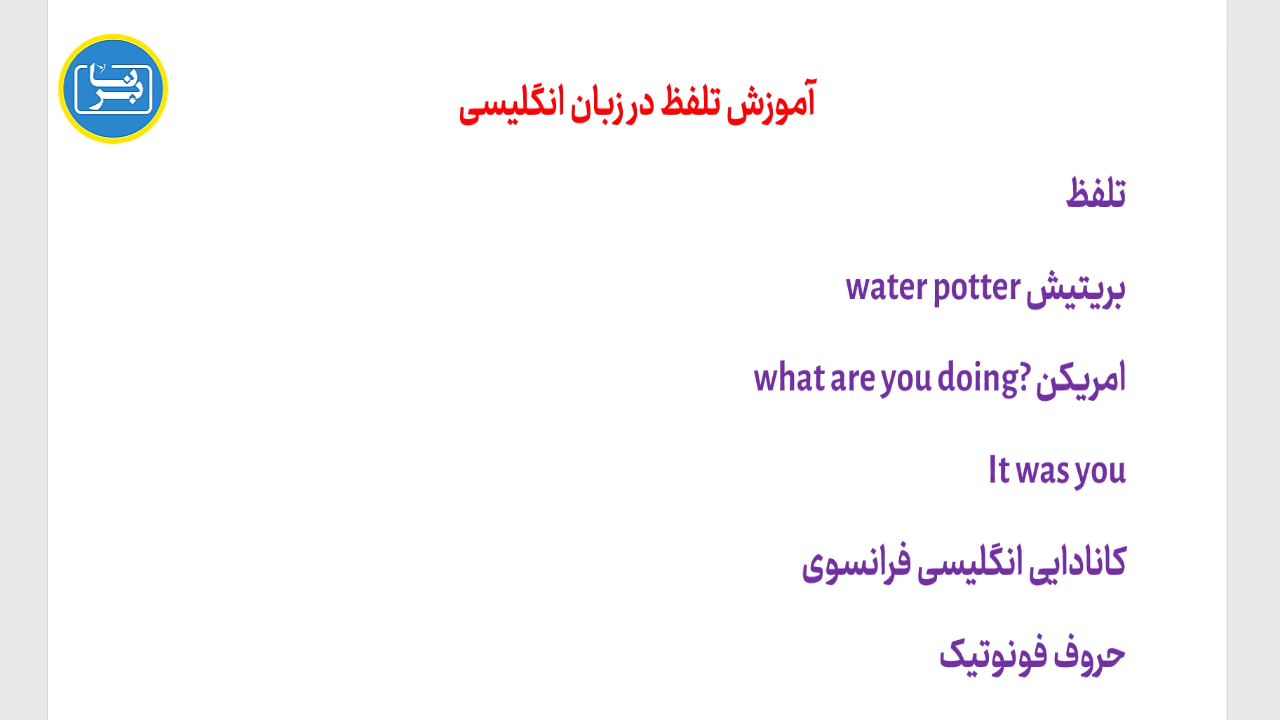 برنا
آموزش تلفظ در زبان انگلیسی
تلفظ
بریتیش water potter
امریکن what are you doing?
It was you
کانادایی انگلیسی فرانسوی
حروف فونوتیک